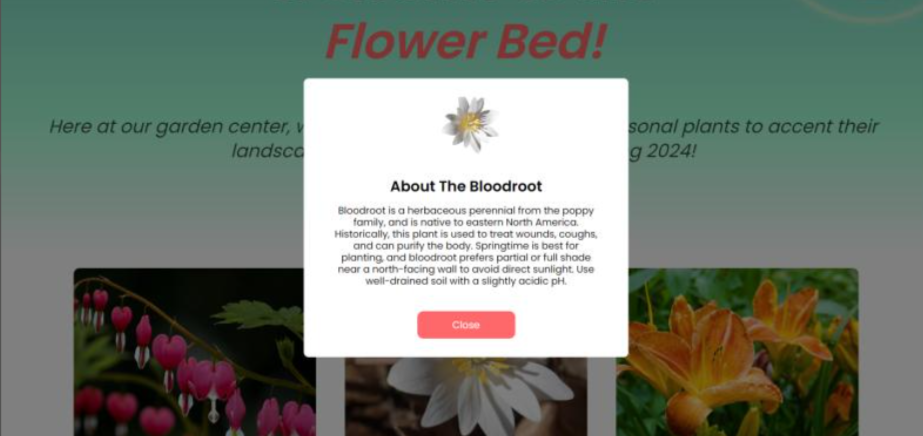 Flower Bed!
Here at our garden center, w
sonal plants to accent their
landsca
g 2024!
About The Bloodroot
Bloodroot is a herbaceous perennial from the poppy
family, and is native to eastern North America.
Historically, this plant is used to treat wounds, coughs,
and can purify the body. Springtime is best for
planting, and bloodroot prefers partial or full shade
near a north-facing wall to avoid direct sunlight. Use
well-drained soil with a slightly acidic pH.
Close